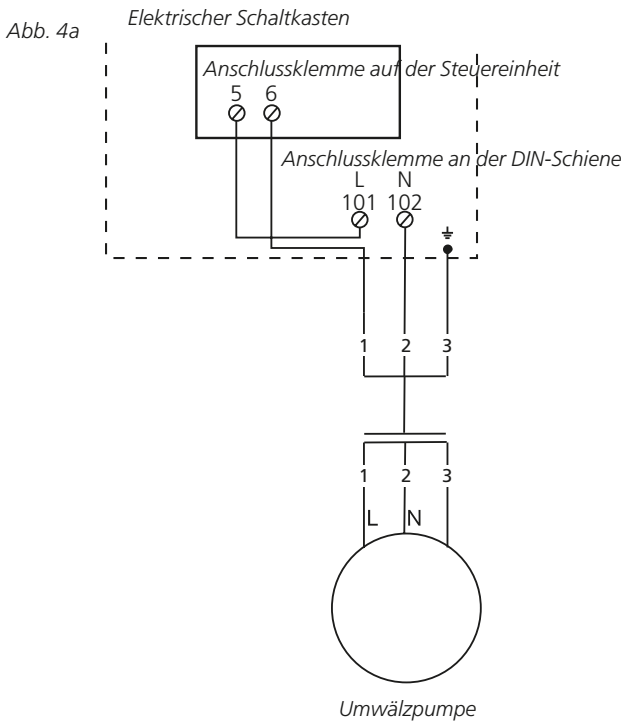 Abb. 4a
Elektrischer Schaltkasten
Anschlussklemme auf der Steuereinheit
5 6
Anschlussklemme an der DIN-Schiene
L N
101 102
1 2 3
1 2 3
L N
Umwälzpumpe